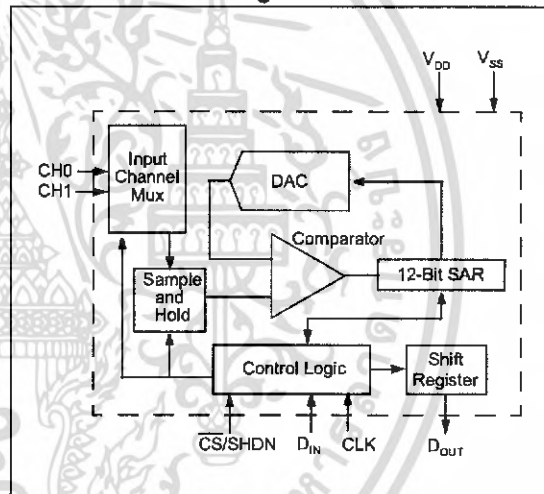 V_DD V_SS
CH0
CH1
Input
Channel
Mux
DAC
Comparator
Sample
and
Hold
12-Bit SAR
Control Logic
Shift
Register
C̅S̅/SHDN D_IN CLK D_OUT